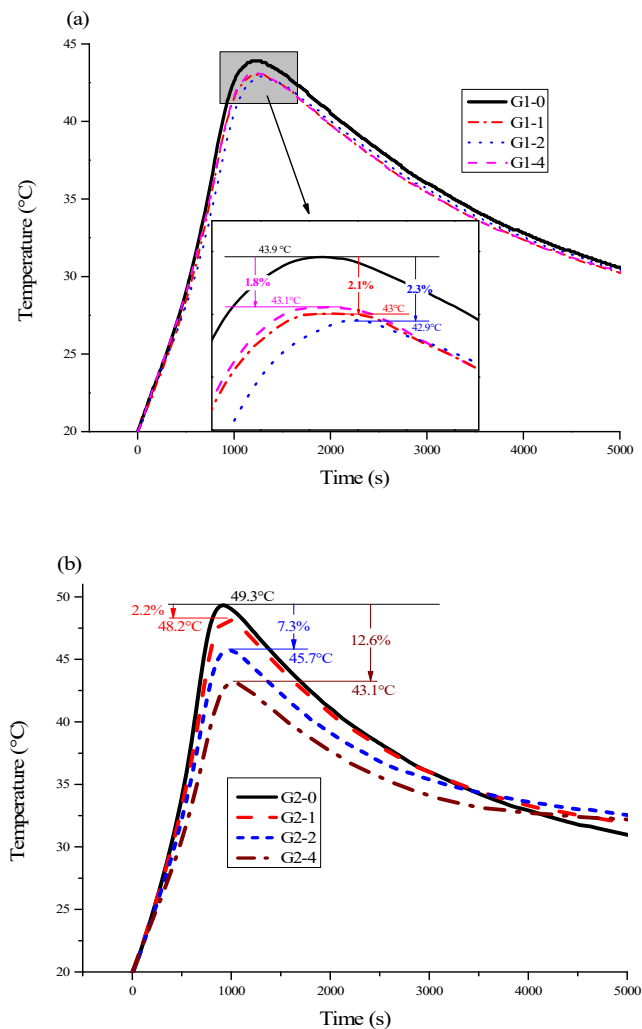 (a)
45
40
35
30
25
20
Temperature (°C)
0
1000
2000
3000
4000
5000
Time (s)
G1-0
G1-1
G1-2
G1-4
43.9 °C
1.8%
2.1%
2.3%
43.1°C
43°C
42.9°C
(b)
50
45
40
35
30
25
20
Temperature (°C)
0
1000
2000
3000
4000
5000
Time (s)
49.3°C
2.2%
48.2°C
7.3%
45.7°C
12.6%
43.1°C
G2-0
G2-1
G2-2
G2-4